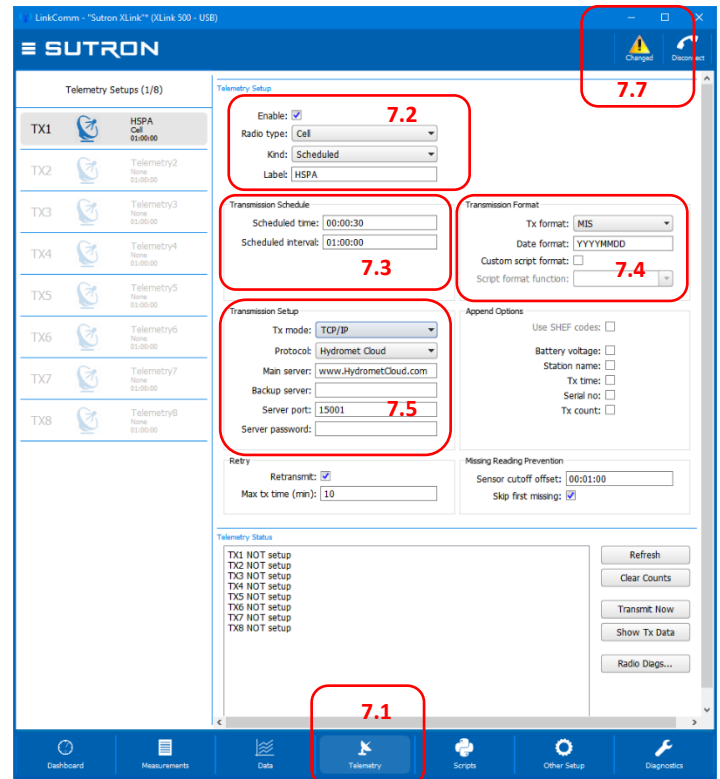 LinkComm - "Sutron XLink"* (XLink 500 - USB)
SUTRON
Changed
Disconnect
7.7
Telemetry Setups (1/8)
TX1
HSPA
Cell
01:00:00
TX2
Telemetry2
None
01:00:00
TX3
Telemetry3
None
01:00:00
TX4
Telemetry4
None
01:00:00
TX5
Telemetry5
None
01:00:00
TX6
Telemetry6
None
01:00:00
TX7
Telemetry7
None
01:00:00
TX8
Telemetry8
None
01:00:00
Telemetry Setup
7.2
Enable:
Radio type: Cell
Kind: Scheduled
Label: HSPA
Transmission Schedule
Scheduled time: 00:00:30
Scheduled interval: 01:00:00
7.3
Transmission Format
Tx format: MIS
Date format: YYYYMMDD
Custom script format:
7.4
Script format function:
Transmission Setup
Tx mode: TCP/IP
Protocol: Hydromet Cloud
Main server: www.HydrometCloud.com
Backup server:
Server port: 15001
7.5
Server password:
Append Options
Use SHEF codes:
Battery voltage:
Station name:
Tx time:
Serial no:
Tx count:
Retry
Retransmit:
Max tx time (min): 10
Missing Reading Prevention
Sensor cutoff offset: 00:01:00
Skip first missing:
Telemetry Status
TX1 NOT setup
TX2 NOT setup
TX3 NOT setup
TX4 NOT setup
TX5 NOT setup
TX6 NOT setup
TX7 NOT setup
TX8 NOT setup
Refresh
Clear Counts
Transmit Now
Show Tx Data
Radio Diags...
7.1
Dashboard
Measurements
Data
Telemetry
Scripts
Other Setup
Diagnostics